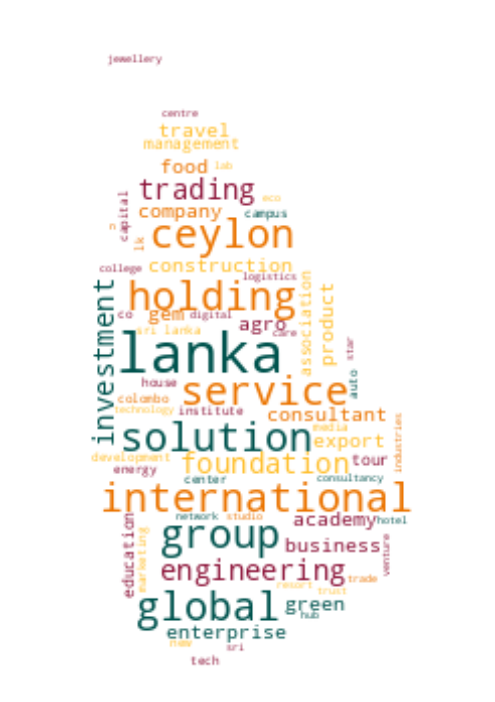 jewellery
centre
travel
management
food lab
trading
capital
eco
company campus
n
ceylon
lk
college construction
logistics
holding
investment
association
product
co gem digital
agro
sri lanka care
lanka
star
house service auto
colombo
technology institute
consultant
solution media
export
industries
development foundation tour
energy
center consultancy
international
network studio academy hotel
education
group
marketing
business
venture
engineering
resort trade
trust
global green
hub
enterprise
new sri
tech